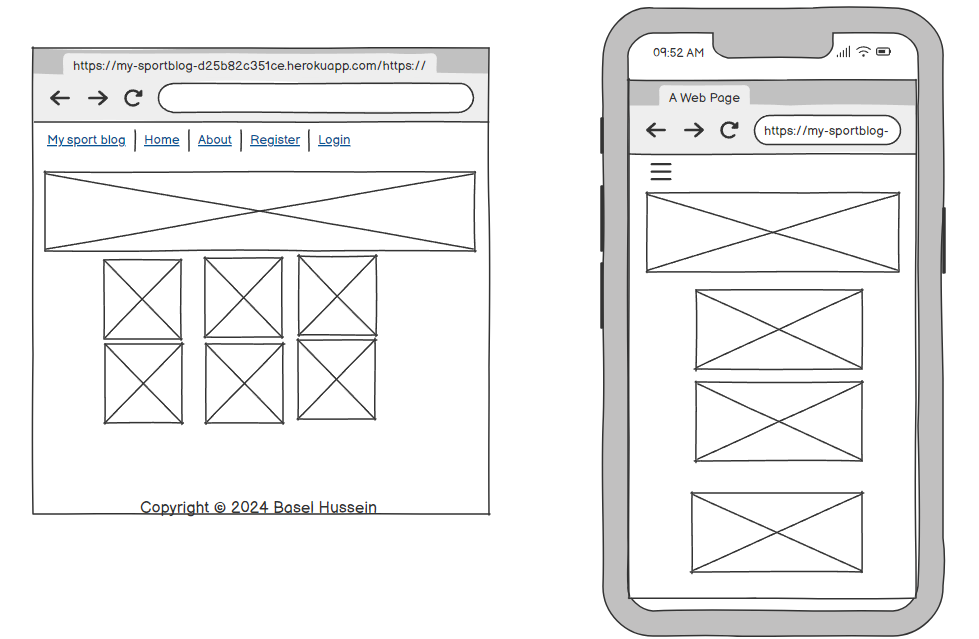 https://my-sportblog-d25b82c351ce.herokuapp.com/https://
My sport blog | Home | About | Register | Login
Copyright © 2024 Basel Hussein
09:52 AM
A Web Page
https://my-sportblog-